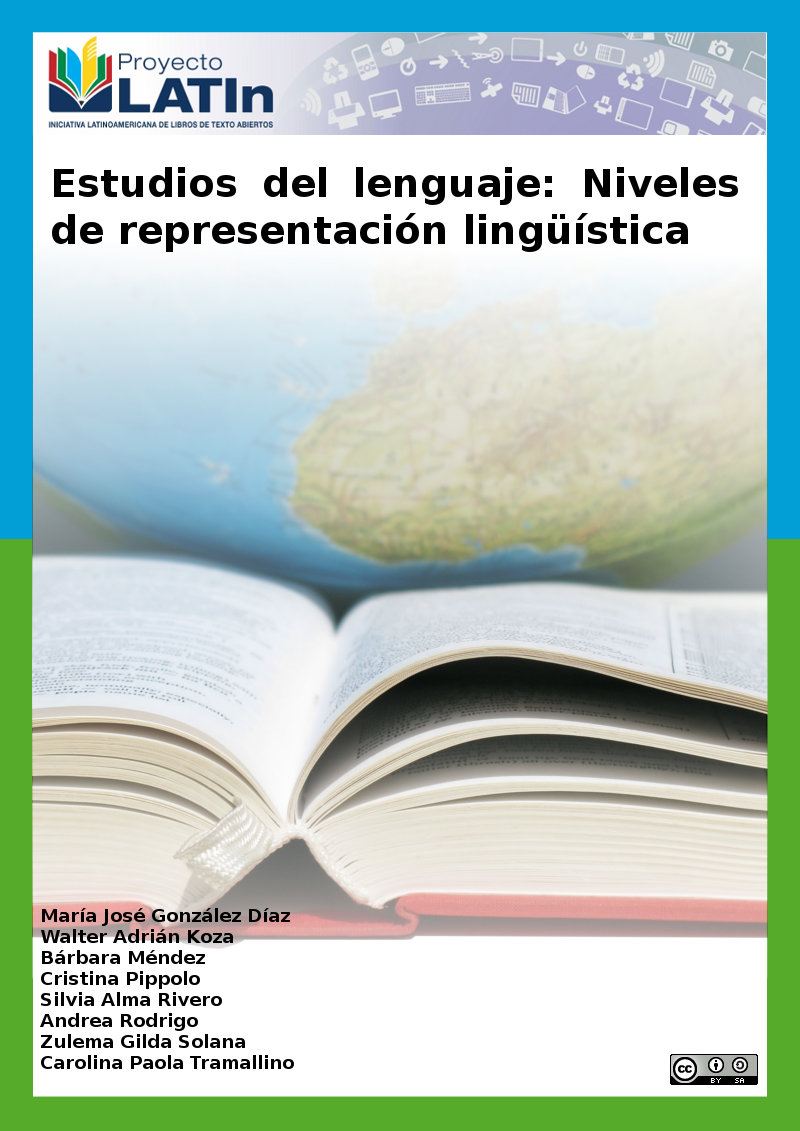 Proyecto
LATIn
INICIATIVA LATINOAMERICANA DE LIBROS DE TEXTO ABIERTOS
Estudios del lenguaje: Niveles
de representación lingüística
María José González Díaz
Walter Adrián Koza
Bárbara Méndez
Cristina Pippolo
Silvia Alma Rivero
Andrea Rodrigo
Zulema Gilda Solana
Carolina Paola Tramallino
cc
BY SA